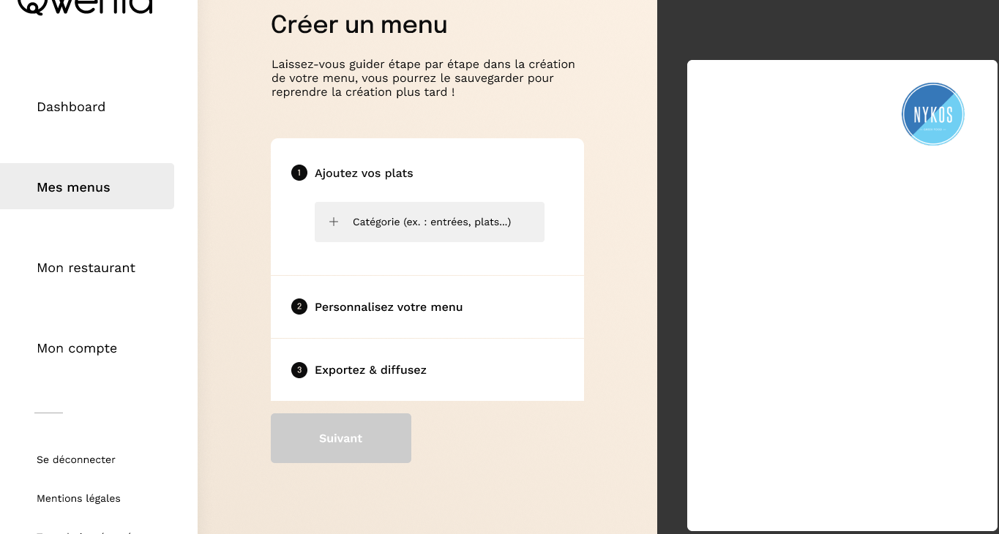 Qwenta
Créer un menu
Laissez-vous guider étape par étape dans la création
de votre menu, vous pourrez le sauvegarder pour
reprendre la création plus tard !
Dashboard
Mes menus
Mon restaurant
Mon compte
Se déconnecter
Mentions légales
1 Ajoutez vos plats
+ Catégorie (ex. : entrées, plats...)
2 Personnalisez votre menu
3 Exportez & diffusez
Suivant
NYKOS